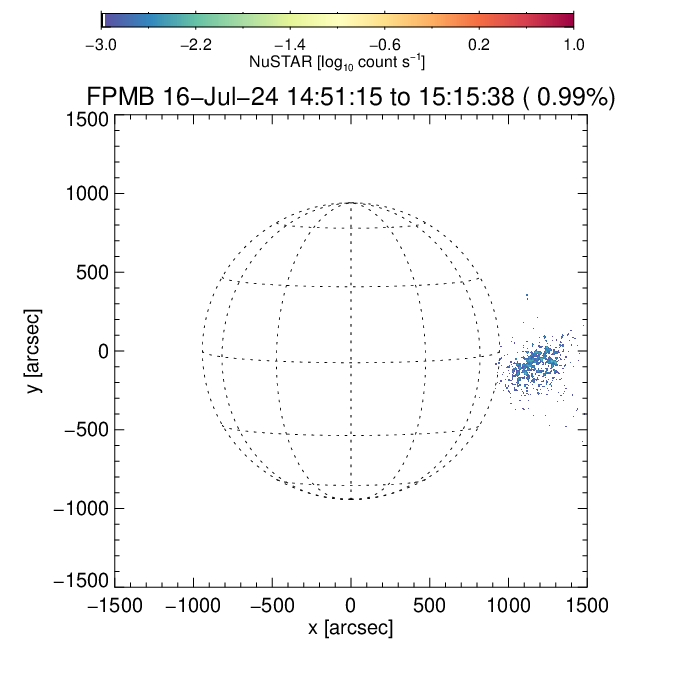 −3.0 −2.2 −1.4 −0.6 0.2 1.0
NuSTAR [log₁₀ count s⁻¹]
FPMB 16−Jul−24 14:51:15 to 15:15:38 ( 0.99%)
1500
1000
500
0
−500
−1000
−1500
y [arcsec]
−1500 −1000 −500 0 500 1000 1500
x [arcsec]